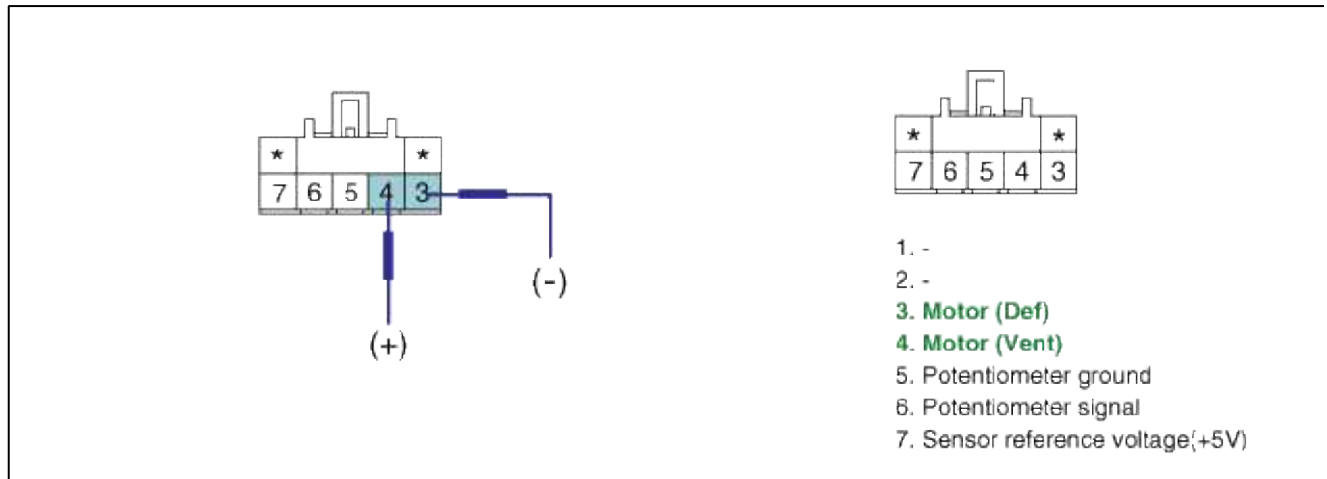 * *
7 6 5 4 3
(-)
(+)
* *
7 6 5 4 3
1. -
2. -
3. Motor (Def)
4. Motor (Vent)
5. Potentiometer ground
6. Potentiometer signal
7. Sensor reference voltage(+5V)